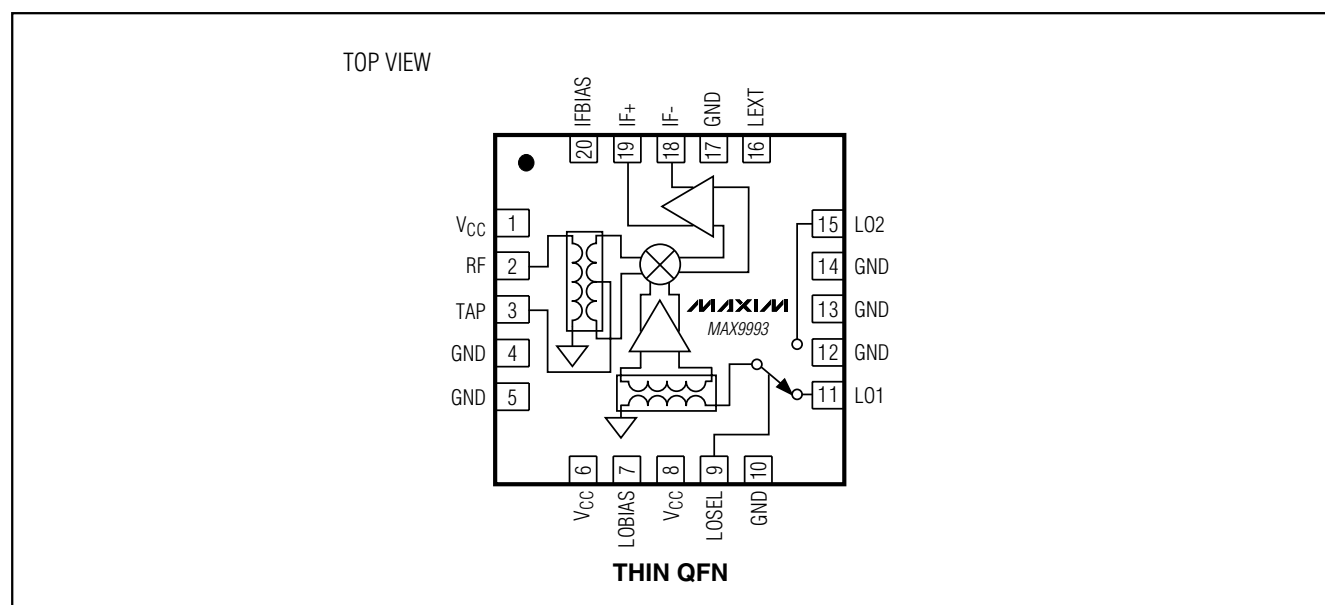 TOP VIEW
IFBIAS
IF+
IF-
GND
LEXT
20
19
18
17
16
VCC 1
RF 2
TAP 3
GND 4
GND 5
15 LO2
14 GND
13 GND
12 GND
11 LO1
MAXIM
MAX9993
6
7
8
9
10
VCC
LOBIAS
VCC
LOSEL
GND
THIN QFN